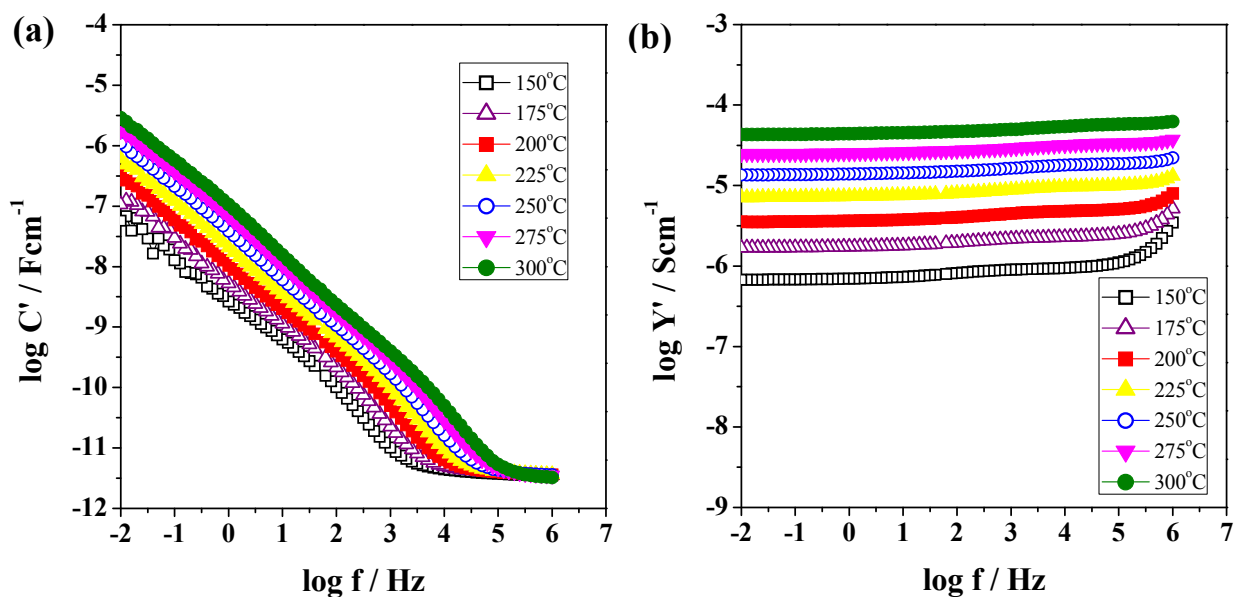 (a)
log C' / Fcm⁻¹
-4
-5
-6
-7
-8
-9
-10
-11
-12
-2 -1 0 1 2 3 4 5 6 7
log f / Hz
150°C
175°C
200°C
225°C
250°C
275°C
300°C
(b)
log Y' / Scm⁻¹
-3
-4
-5
-6
-7
-8
-9
-2 -1 0 1 2 3 4 5 6 7
log f / Hz
150°C
175°C
200°C
225°C
250°C
275°C
300°C